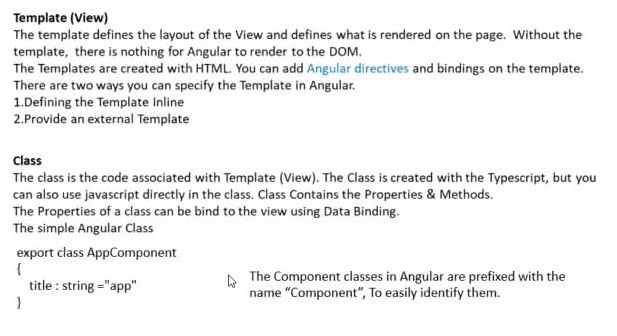 Template (View)
The template defines the layout of the View and defines what is rendered on the page. Without the
template, there is nothing for Angular to render to the DOM.
The Templates are created with HTML. You can add Angular directives and bindings on the template.
There are two ways you can specify the Template in Angular.
1.Defining the Template Inline
2.Provide an external Template
Class
The class is the code associated with Template (View). The Class is created with the Typescript, but you
can also use javascript directly in the class. Class Contains the Properties & Methods.
The Properties of a class can be bind to the view using Data Binding.
The simple Angular Class
export class AppComponent
{
title : string ="app"
}
The Component classes in Angular are prefixed with the
name “Component”, To easily identify them.